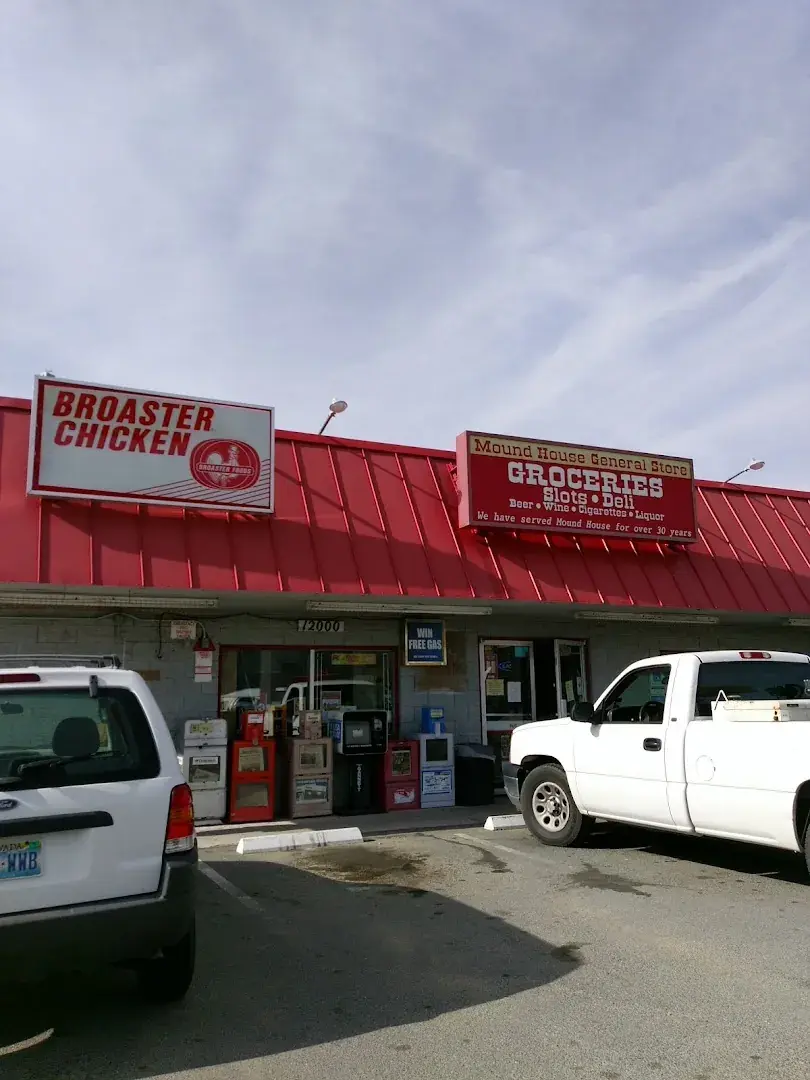 BROASTER
CHICKEN
BROASTER FOODS
Mound House General Store
GROCERIES
Slots • Deli
Beer • Wine • Cigarettes • Liquor
We have served Mound House for over 30 years
12000
WIN
FREE GAS
WWB